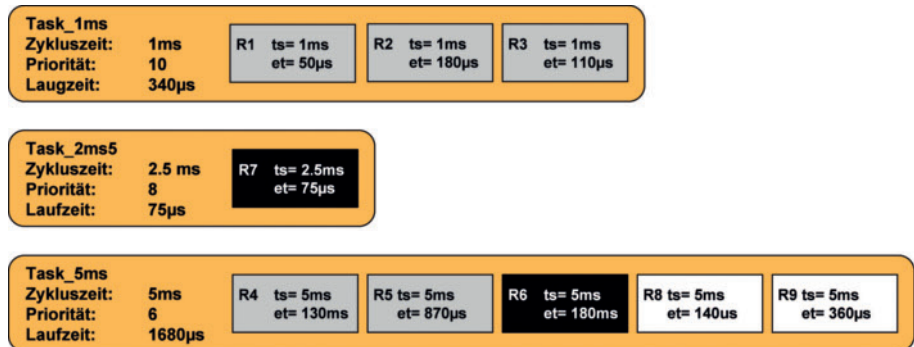 Task_1ms
Zykluszeit: 1ms
Priorität: 10
Laugzeit: 340µs
R1 ts= 1ms
et= 50µs
R2 ts= 1ms
et= 180µs
R3 ts= 1ms
et= 110µs
Task_2ms5
Zykluszeit: 2.5 ms
Priorität: 8
Laufzeit: 75µs
R7 ts= 2.5ms
et= 75µs
Task_5ms
Zykluszeit: 5ms
Priorität: 6
Laufzeit: 1680µs
R4 ts= 5ms
et= 130ms
R5 ts= 5ms
et= 870µs
R6 ts= 5ms
et= 180ms
R8 ts= 5ms
et= 140us
R9 ts= 5ms
et= 360µs